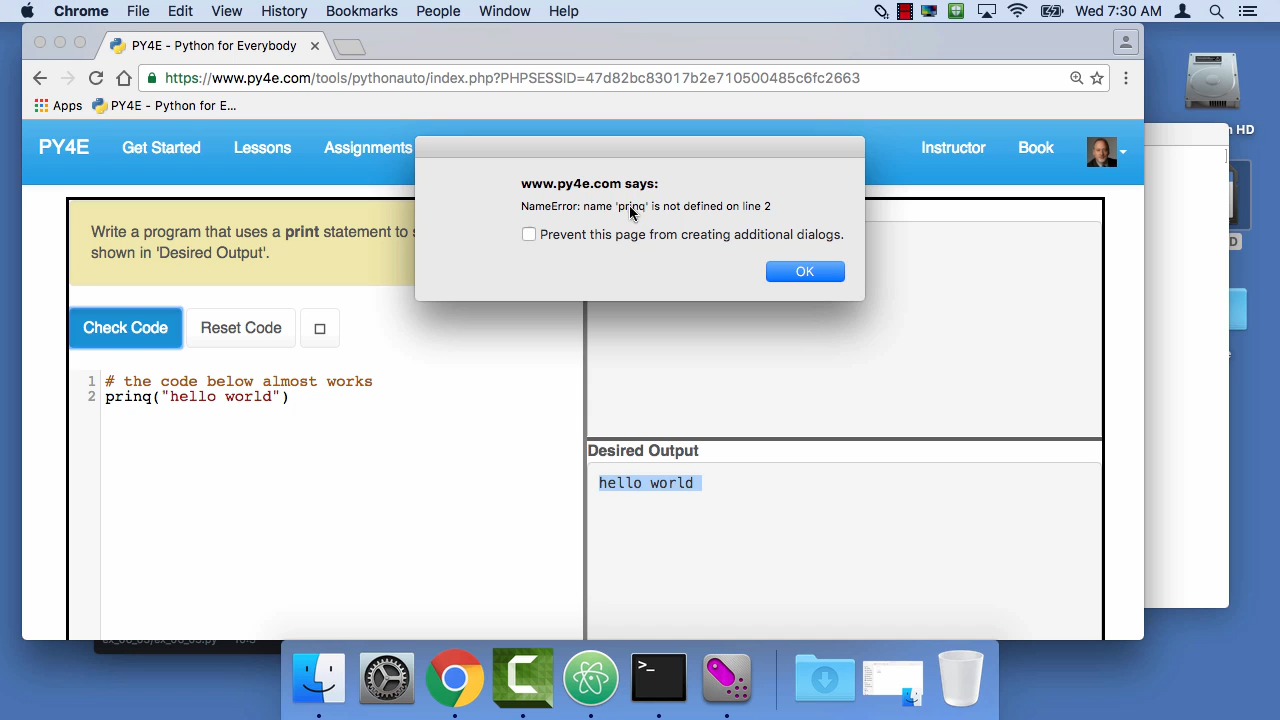 Chrome File Edit View History Bookmarks People Window Help Wed 7:30 AM
PY4E - Python for Everybody
https://www.py4e.com/tools/pythonauto/index.php?PHPSESSID=47d82bc83017b2e710500485c6fc2663
Apps PY4E - Python for E...
PY4E Get Started Lessons Assignments Instructor Book
www.py4e.com says:
NameError: name 'prinq' is not defined on line 2
Prevent this page from creating additional dialogs.
OK
Write a program that uses a print statement to
shown in 'Desired Output'.
Check Code Reset Code
1 # the code below almost works
2 prinq("hello world")
Desired Output
hello world
HD